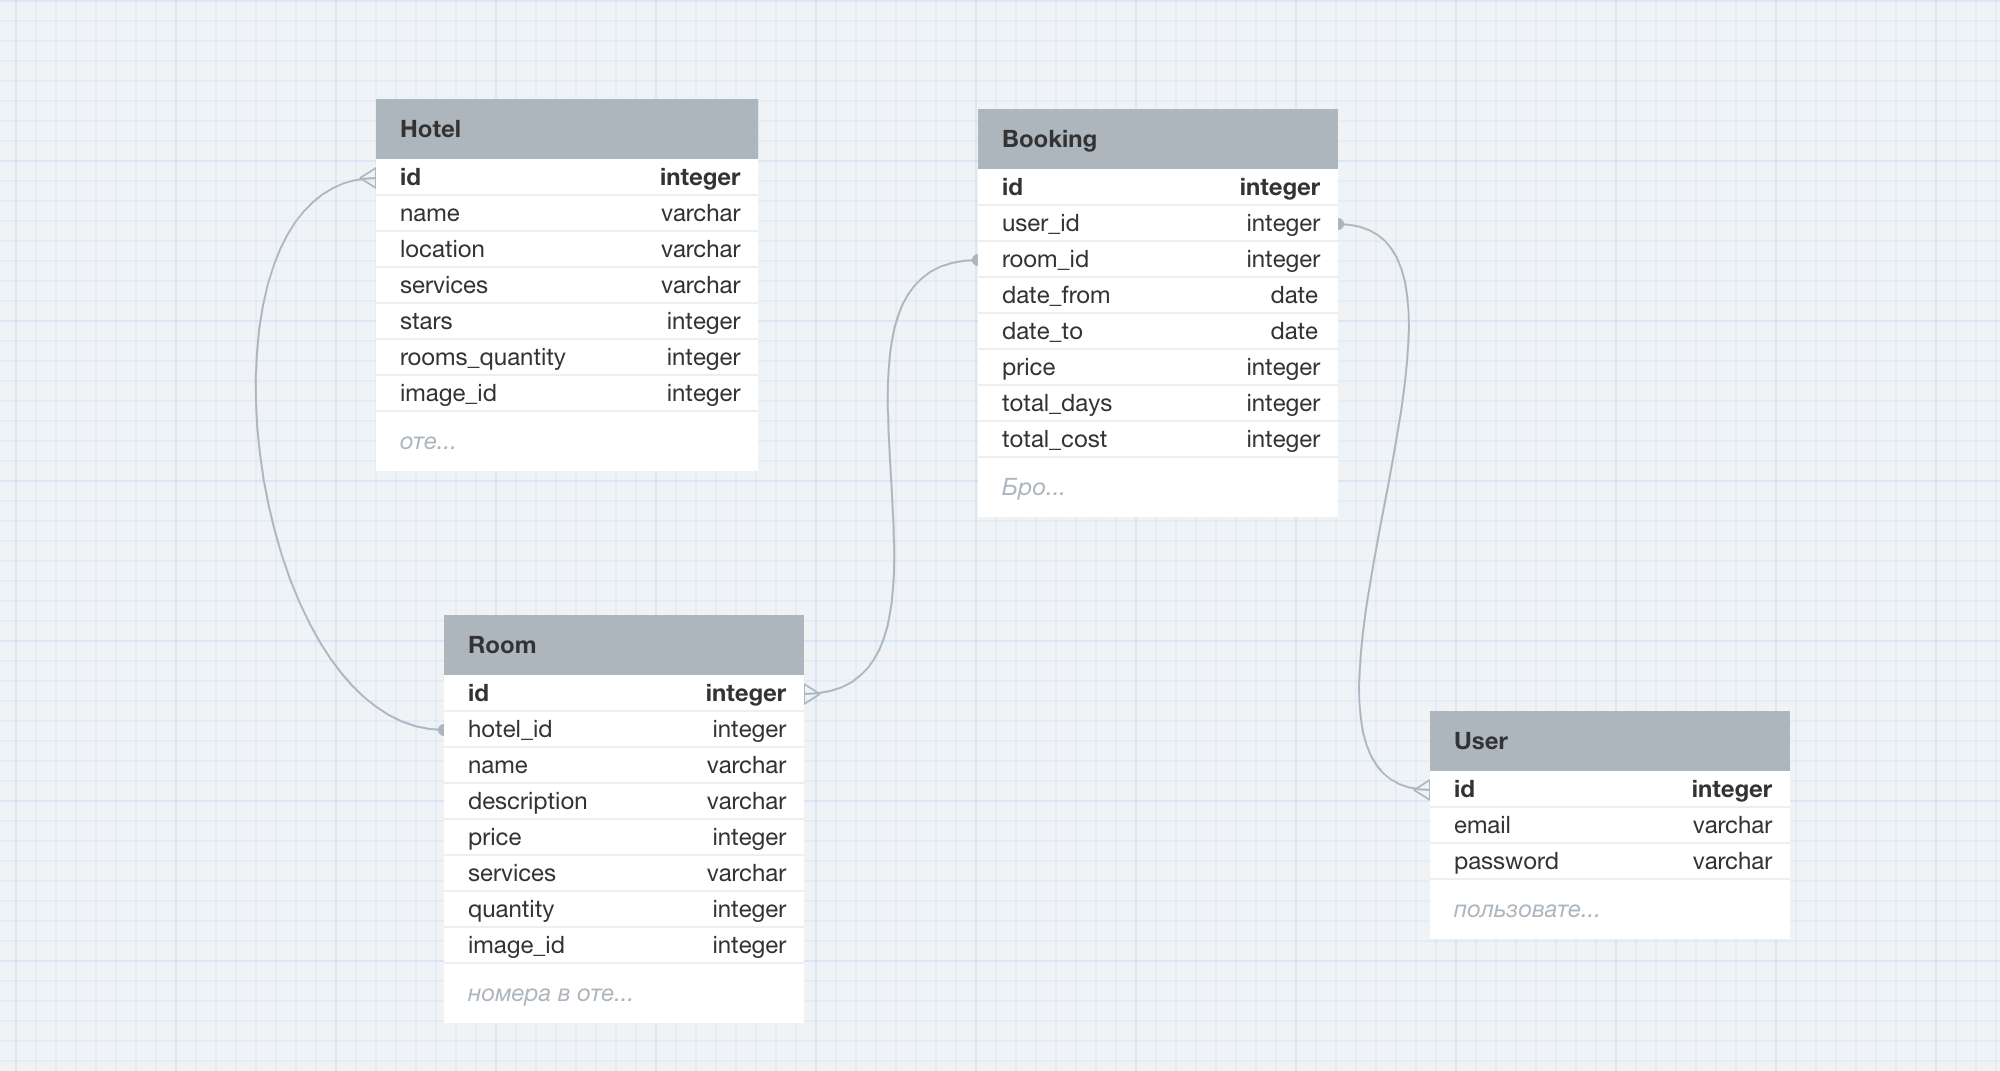 Hotel
id integer
name varchar
location varchar
services varchar
stars integer
rooms_quantity integer
image_id integer
оте...
Booking
id integer
user_id integer
room_id integer
date_from date
date_to date
price integer
total_days integer
total_cost integer
Бро...
Room
id integer
hotel_id integer
name varchar
description varchar
price integer
services varchar
quantity integer
image_id integer
номера в оте...
User
id integer
email varchar
password varchar
пользовате...